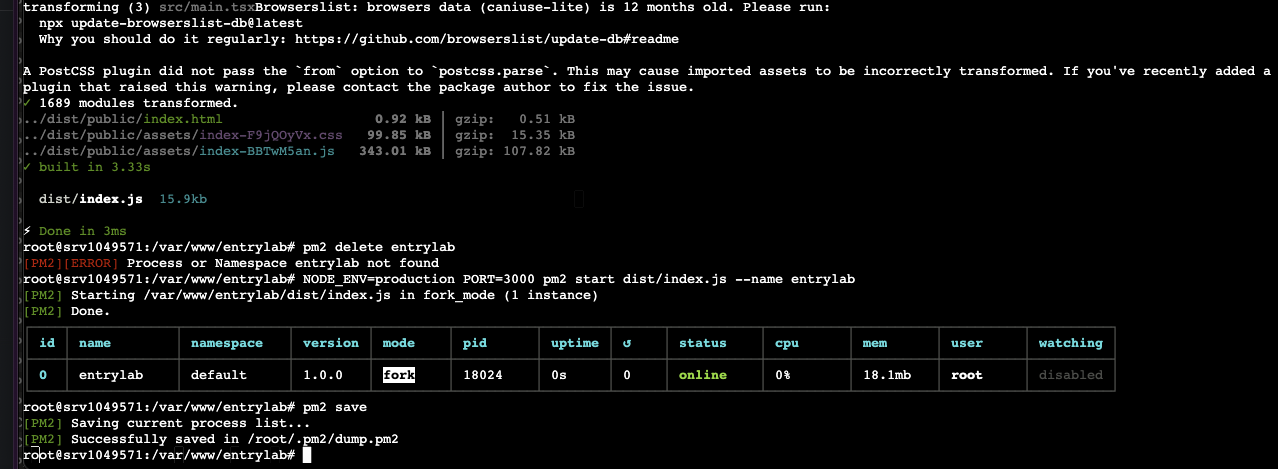 transforming (3) src/main.tsxBrowserslist: browsers data (caniuse-lite) is 12 months old. Please run:
  npx update-browserslist-db@latest
  Why you should do it regularly: https://github.com/browserslist/update-db#readme
A PostCSS plugin did not pass the `from` option to `postcss.parse`. This may cause imported assets to be incorrectly transformed. If you've recently added a
plugin that raised this warning, please contact the package author to fix the issue.
✓ 1689 modules transformed.
../dist/public/index.html                   0.92 kB │ gzip:   0.51 kB
../dist/public/assets/index-F9jQOyVx.css   99.85 kB │ gzip:  15.35 kB
../dist/public/assets/index-BBTwM5an.js   343.01 kB │ gzip: 107.82 kB
✓ built in 3.33s
  dist/index.js  15.9kb
⚡ Done in 3ms
root@srv1049571:/var/www/entrylab# pm2 delete entrylab
[PM2][ERROR] Process or Namespace entrylab not found
root@srv1049571:/var/www/entrylab# NODE_ENV=production PORT=3000 pm2 start dist/index.js --name entrylab
[PM2] Starting /var/www/entrylab/dist/index.js in fork_mode (1 instance)
[PM2] Done.
id name namespace version mode pid uptime ↺ status cpu mem user watching
0 entrylab default 1.0.0 fork 18024 0s 0 online 0% 18.1mb root disabled
root@srv1049571:/var/www/entrylab# pm2 save
[PM2] Saving current process list...
[PM2] Successfully saved in /root/.pm2/dump.pm2
root@srv1049571:/var/www/entrylab#